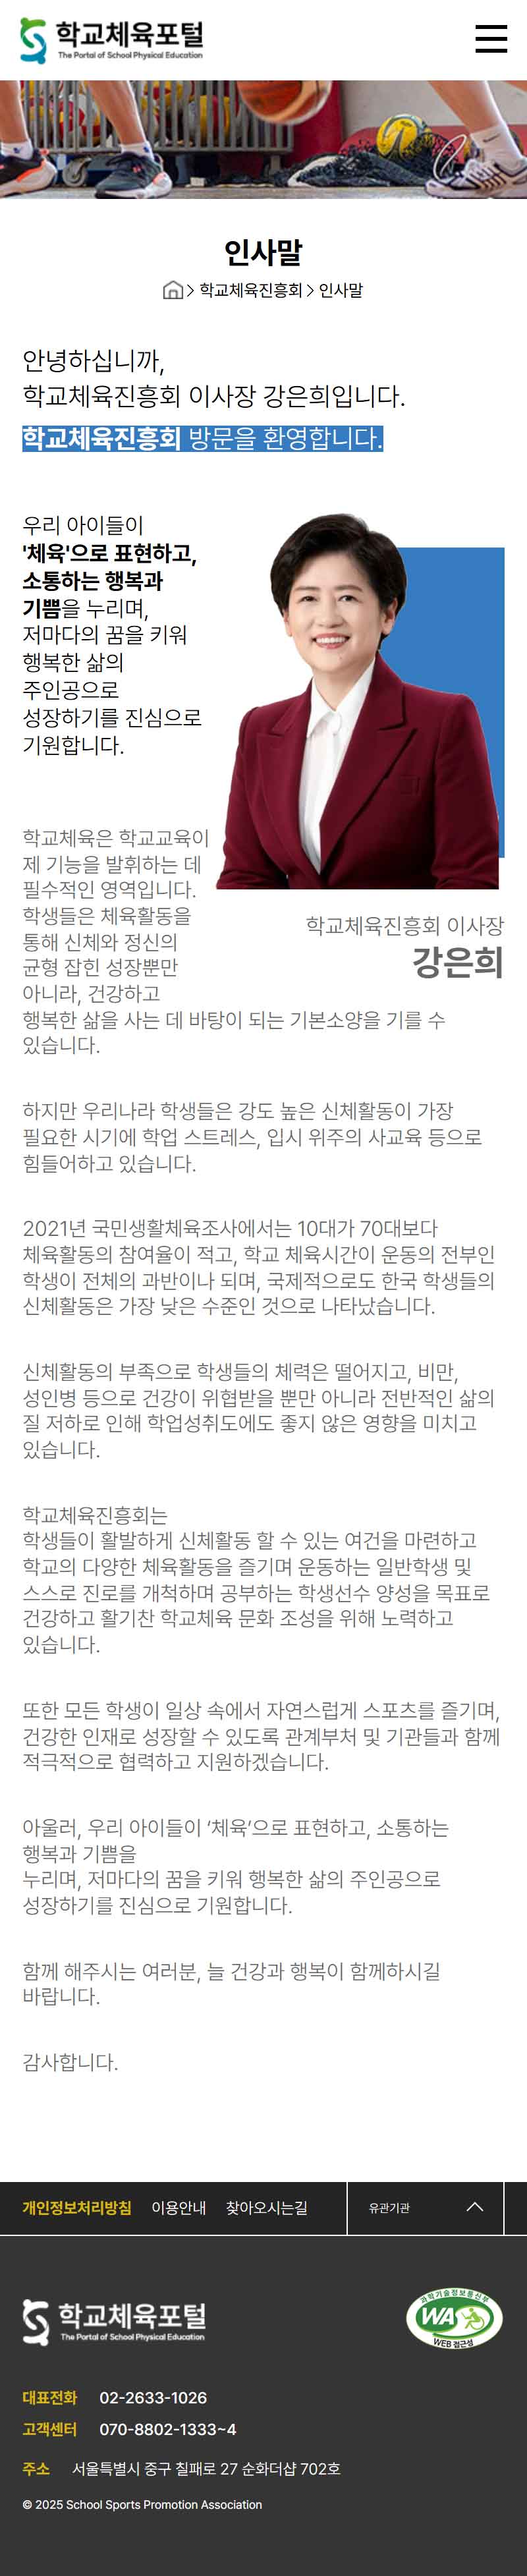 학교체육포털
The Portal of School Physical Education
인사말
> 학교체육진흥회 > 인사말
안녕하십니까,
학교체육진흥회 이사장 강은희입니다.
학교체육진흥회 방문을 환영합니다.
우리 아이들이
'체육'으로 표현하고,
소통하는 행복과
기쁨을 누리며,
저마다의 꿈을 키워
행복한 삶의
주인공으로
성장하기를 진심으로
기원합니다.
학교체육진흥회 이사장
강은희
학교체육은 학교교육이
제 기능을 발휘하는 데
필수적인 영역입니다.
학생들은 체육활동을
통해 신체와 정신의
균형 잡힌 성장뿐만
아니라, 건강하고
행복한 삶을 사는 데 바탕이 되는 기본소양을 기를 수
있습니다.
하지만 우리나라 학생들은 강도 높은 신체활동이 가장
필요한 시기에 학업 스트레스, 입시 위주의 사교육 등으로
힘들어하고 있습니다.
2021년 국민생활체육조사에서는 10대가 70대보다
체육활동의 참여율이 적고, 학교 체육시간이 운동의 전부인
학생이 전체의 과반이나 되며, 국제적으로도 한국 학생들의
신체활동은 가장 낮은 수준인 것으로 나타났습니다.
신체활동의 부족으로 학생들의 체력은 떨어지고, 비만,
성인병 등으로 건강이 위협받을 뿐만 아니라 전반적인 삶의
질 저하로 인해 학업성취도에도 좋지 않은 영향을 미치고
있습니다.
학교체육진흥회는
학생들이 활발하게 신체활동 할 수 있는 여건을 마련하고
학교의 다양한 체육활동을 즐기며 운동하는 일반학생 및
스스로 진로를 개척하며 공부하는 학생선수 양성을 목표로
건강하고 활기찬 학교체육 문화 조성을 위해 노력하고
있습니다.
또한 모든 학생이 일상 속에서 자연스럽게 스포츠를 즐기며,
건강한 인재로 성장할 수 있도록 관계부처 및 기관들과 함께
적극적으로 협력하고 지원하겠습니다.
아울러, 우리 아이들이 ‘체육’으로 표현하고, 소통하는
행복과 기쁨을
누리며, 저마다의 꿈을 키워 행복한 삶의 주인공으로
성장하기를 진심으로 기원합니다.
함께 해주시는 여러분, 늘 건강과 행복이 함께하시길
바랍니다.
감사합니다.
개인정보처리방침 이용안내 찾아오시는길 유관기관
학교체육포털
The Portal of School Physical Education
과학기술정보통신부
WA
WEB 접근성
대표전화 02-2633-1026
고객센터 070-8802-1333~4
주소 서울특별시 중구 칠패로 27 순화더샵 702호
© 2025 School Sports Promotion Association